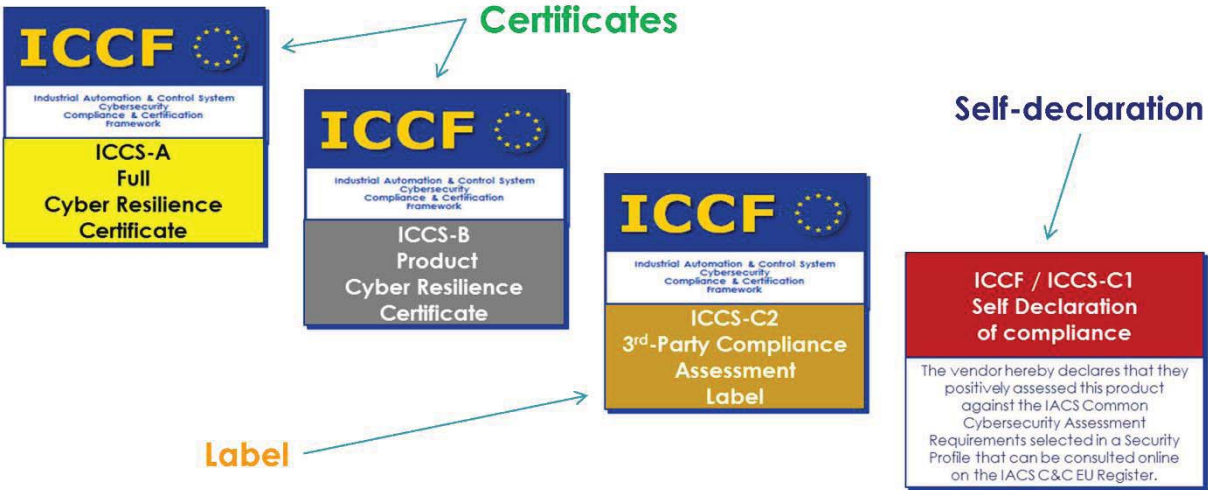 Certificates
ICCF
Industrial Automation & Control System
Cybersecurity
Compliance & Certification
Framework
ICCS-A
Full
Cyber Resilience
Certificate
ICCF
Industrial Automation & Control System
Cybersecurity
Compliance & Certification
Framework
ICCS-B
Product
Cyber Resilience
Certificate
ICCF
Industrial Automation & Control System
Cybersecurity
Compliance & Certification
Framework
ICCS-C2
3rd-Party Compliance
Assessment
Label
Label
Self-declaration
ICCF / ICCS-C1
Self Declaration
of compliance
The vendor hereby declares that they
positively assessed this product
against the IACS Common
Cybersecurity Assessment
Requirements selected in a Security
Profile that can be consulted online
on the IACS C&C EU Register.